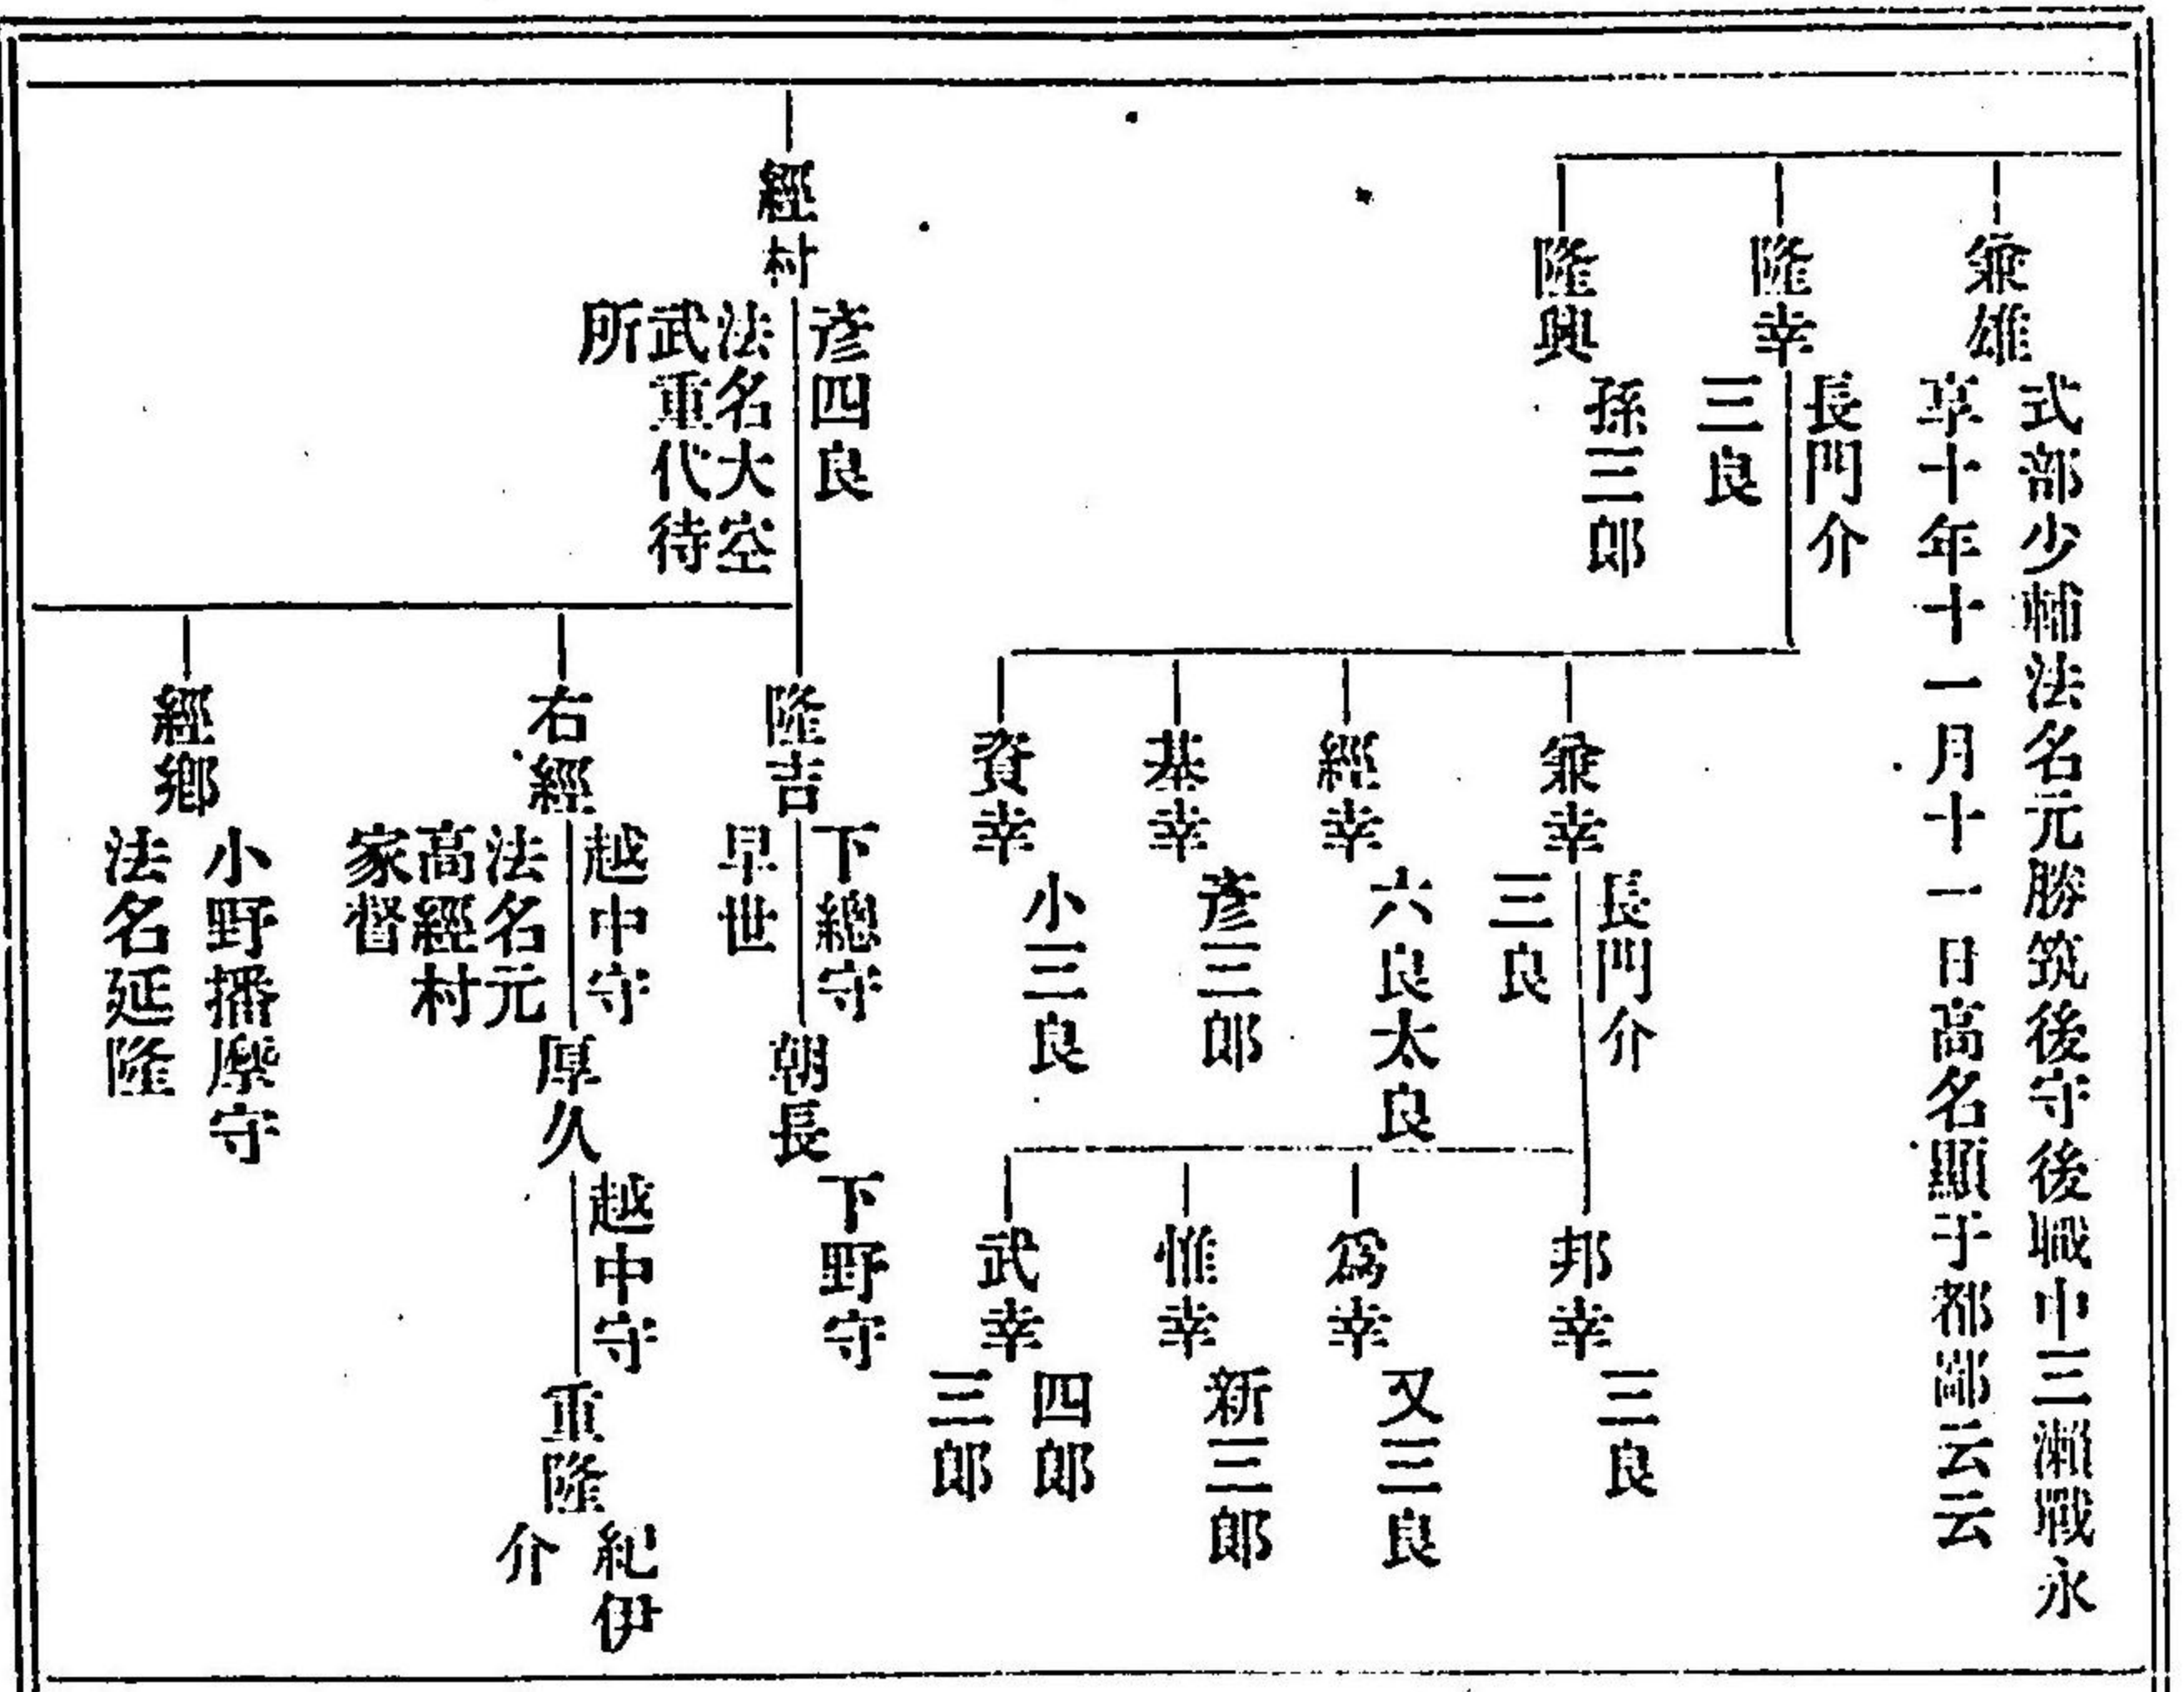 兼雄
式部少輔法名元勝筑後守後職中三瀬戰永
享十年十一月十一日高名顯于都鄙云云
隆幸
長門介
三良
隆興
孫三郎
兼幸
長門介
三良
經幸
六良太良
基幸
彦三郎
資幸
小三良
邦幸
三良
爲幸
又三良
惟幸
新三郎
武幸
四郎
三郎
經村
彦四良
法名大空
武重代待
所
隆吉
下總守
早世
朝長
下野守
右經
越中守
法名元
高經村
家督
厚久
越中守
重隆
紀伊
介
經鄉
小野播摩守
法名延隆